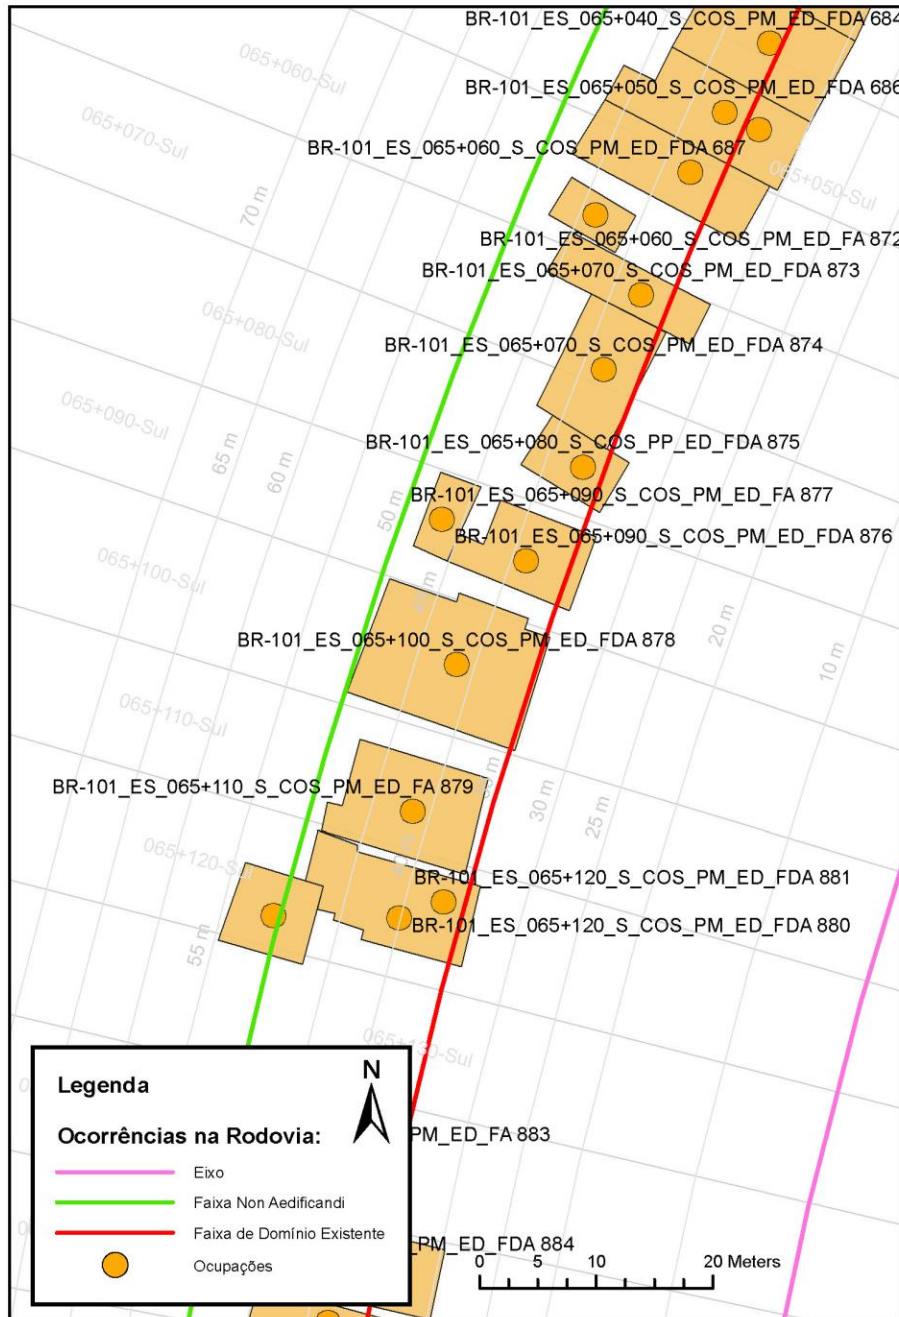 BR-101_ES_065+040_S_COS_PM_ED_FDA 684
065+060-Sul
BR-101_ES_065+050_S_COS_PM_ED_FDA 686
065+070-Sul
BR-101_ES_065+060_S_COS_PM_ED_FDA 687
065+050-Sul
70 m
BR-101_ES_065+060_S_COS_PM_ED_FA 872
BR-101_ES_065+070_S_COS_PM_ED_FDA 873
065+080-Sul
BR-101_ES_065+070_S_COS_PM_ED_FDA 874
065+090-Sul
BR-101_ES_065+080_S_COS_PP_ED_FDA 875
65 m
60 m
BR-101_ES_065+090_S_COS_PM_ED_FA 877
50 m
BR-101_ES_065+090_S_COS_PM_ED_FDA 876
065+100-Sul
20 m
BR-101_ES_065+100_S_COS_PM_ED_FDA 878
10 m
065+110-Sul
BR-101_ES_065+110_S_COS_PM_ED_FA 879
30 m
25 m
065+120-Sul
BR-101_ES_065+120_S_COS_PM_ED_FDA 881
BR-101_ES_065+120_S_COS_PM_ED_FDA 880
55 m
065+130-Sul
Legenda
N
Ocorrências na Rodovia:
PM_ED_FA 883
Eixo
Faixa Non Aedificandi
Faixa de Domínio Existente
_PM_ED_FDA 884
Ocupações
0 5 10 20 Meters